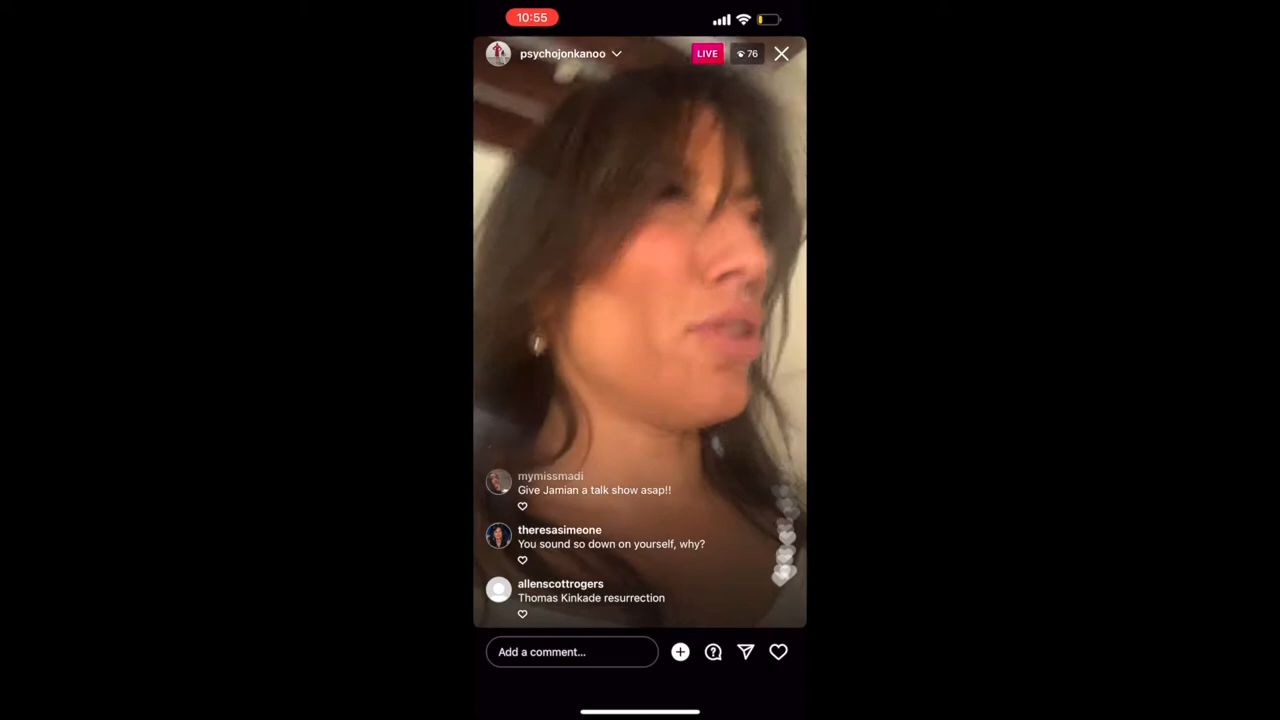 10:55
psychojonkanoo
LIVE
76
mymissmadi
Give Jamian a talk show asap!!
theresasimeone
You sound so down on yourself, why?
allenscottrogers
Thomas Kinkade resurrection
Add a comment...